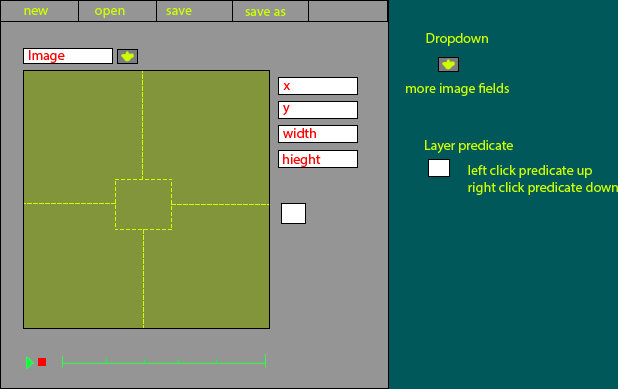 new open save save as
Image
x
y
width
hieght
Dropdown
more image fields
Layer predicate
left click predicate up
right click predicate down